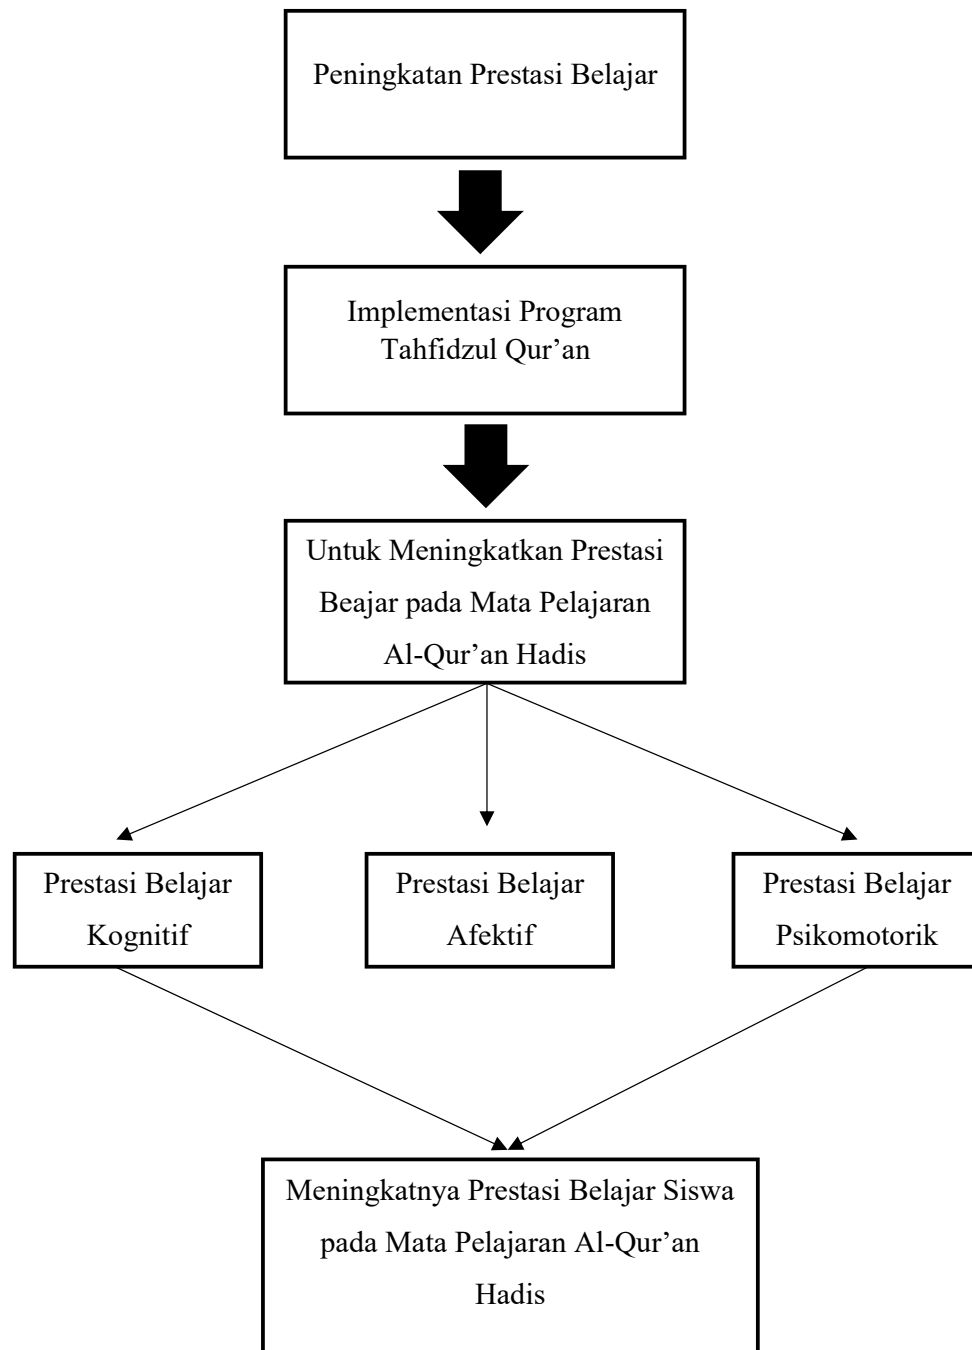 Peningkatan Prestasi Belajar
Implementasi Program
Tahfidzul Qur’an
Untuk Meningkatkan Prestasi
Beajar pada Mata Pelajaran
Al-Qur’an Hadis
Prestasi Belajar
Kognitif
Prestasi Belajar
Afektif
Prestasi Belajar
Psikomotorik
Meningkatnya Prestasi Belajar Siswa
pada Mata Pelajaran Al-Qur’an
Hadis